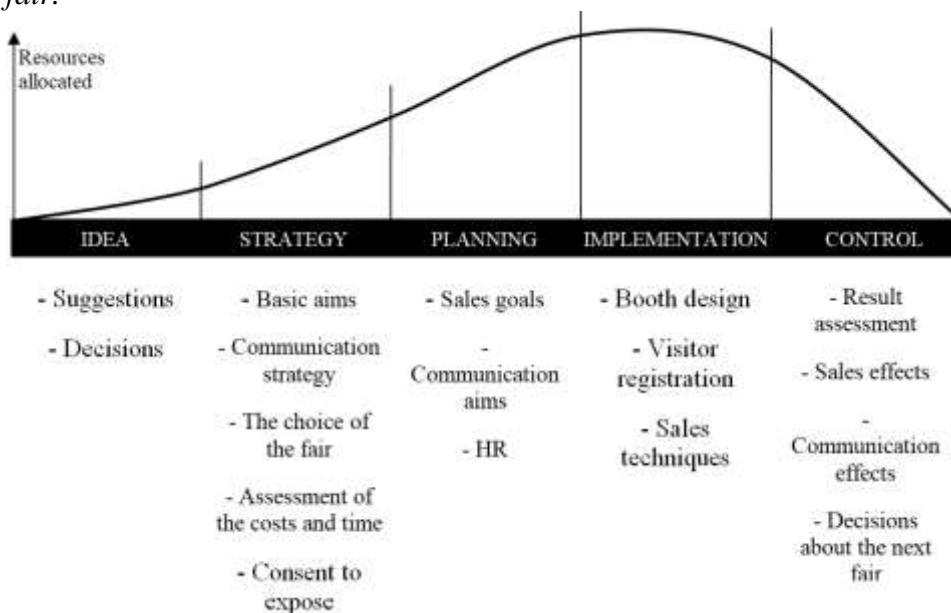 fair.
Resources
allocated
IDEA
STRATEGY
PLANNING
IMPLEMENTATION
CONTROL
- Suggestions
- Decisions
- Basic aims
- Communication
strategy
- The choice of
the fair
- Assessment of
the costs and time
- Consent to
expose
- Sales goals
-
Communication
aims
- HR
- Booth design
- Visitor
registration
- Sales
techniques
- Result
assessment
- Sales effects
-
Communication
effects
- Decisions
about the next
fair